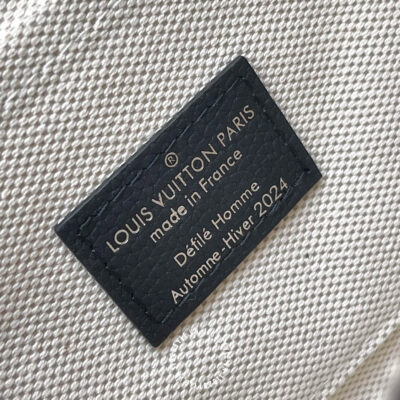 ®
LOUIS VUITTON PARIS
made in France
Défilé Homme
Automne-Hiver 2024